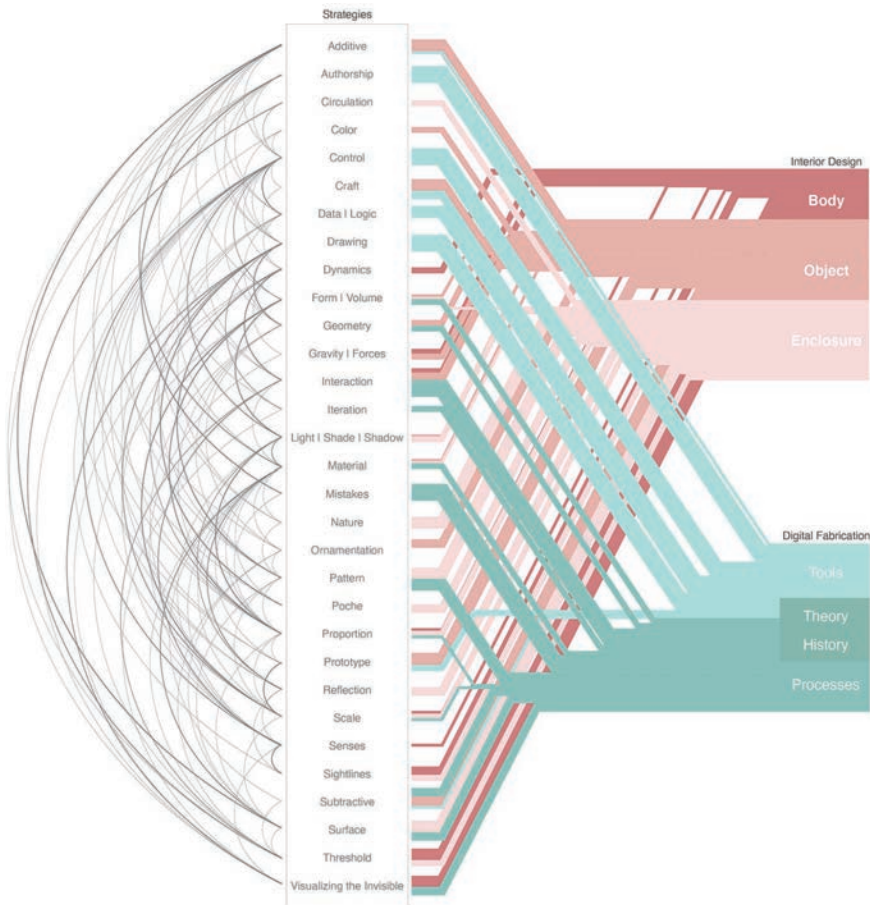 Strategies
Additive
Authorship
Circulation
Color
Control
Craft
Data | Logic
Drawing
Dynamics
Form | Volume
Geometry
Gravity | Forces
Interaction
Iteration
Light | Shade | Shadow
Material
Mistakes
Nature
Ornamentation
Pattern
Poche
Proportion
Prototype
Reflection
Scale
Senses
Sightlines
Subtractive
Surface
Threshold
Visualizing the Invisible
Interior Design
Body
Object
Enclosure
Digital Fabrication
Tools
Theory
History
Processes